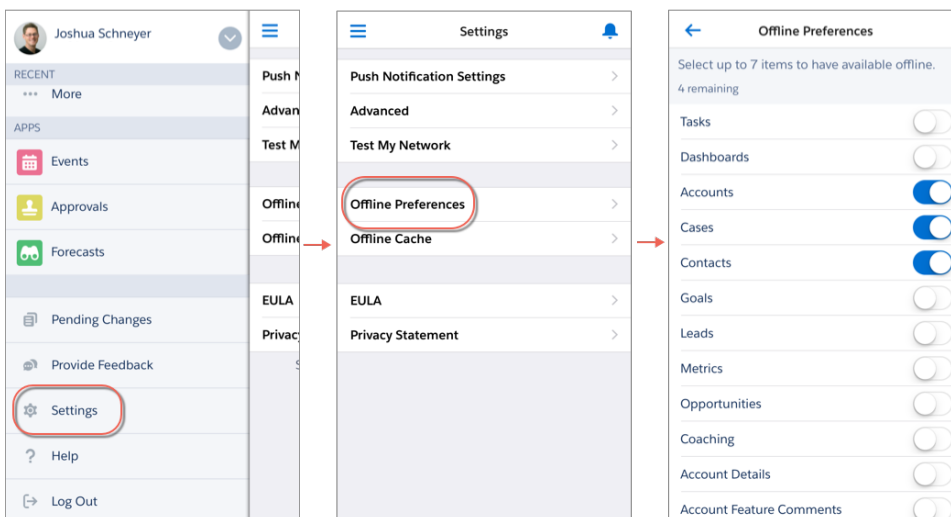 Joshua Schneyer
RECENT
More
APPS
Events
Approvals
Forecasts
Pending Changes
Provide Feedback
Settings
Help
Log Out
Push N
Advan
Test M
Offline
Offline
EULA
Privacy
S
Settings
Push Notification Settings
Advanced
Test My Network
Offline Preferences
Offline Cache
EULA
Privacy Statement
Offline Preferences
Select up to 7 items to have available offline.
4 remaining
Tasks
Dashboards
Accounts
Cases
Contacts
Goals
Leads
Metrics
Opportunities
Coaching
Account Details
Account Feature Comments